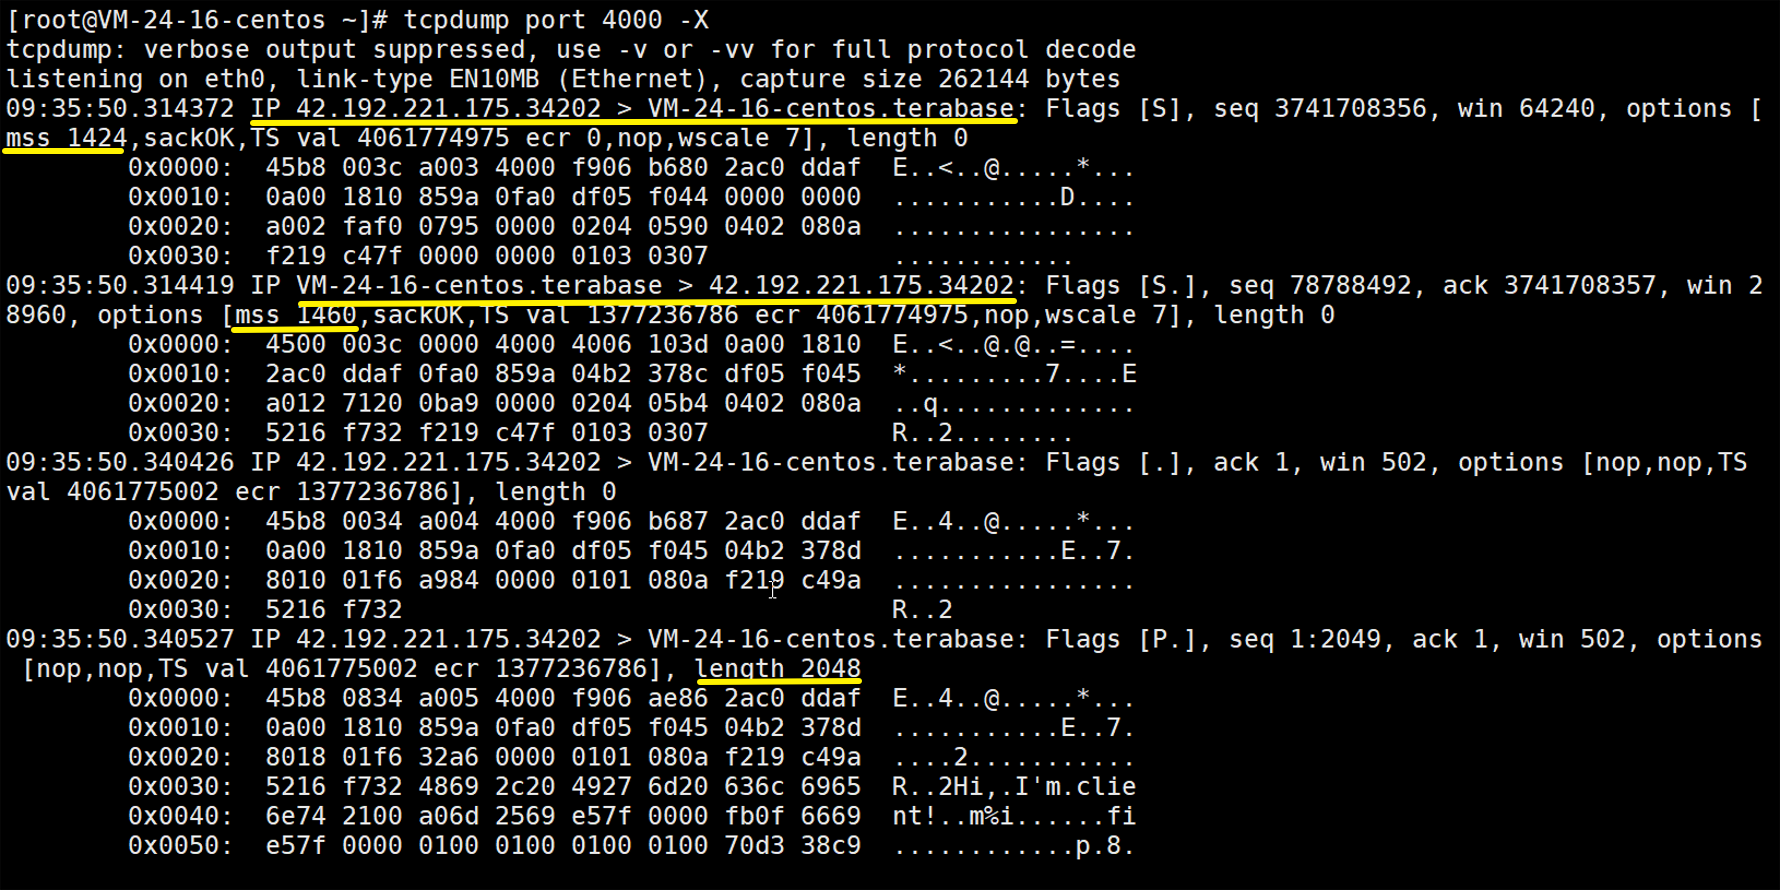 [root@VM-24-16-centos ~]# tcpdump port 4000 -X
tcpdump: verbose output suppressed, use -v or -vv for full protocol decode
listening on eth0, link-type EN10MB (Ethernet), capture size 262144 bytes
09:35:50.314372 IP 42.192.221.175.34202 > VM-24-16-centos.terabase: Flags [S], seq 3741708356, win 64240, options [
mss 1424,sackOK,TS val 4061774975 ecr 0,nop,wscale 7], length 0
        0x0000:  45b8 003c a003 4000 f906 b680 2ac0 ddaf  E..<..@.....*...
        0x0010:  0a00 1810 859a 0fa0 df05 f044 0000 0000  ...........D....
        0x0020:  a002 faf0 0795 0000 0204 0590 0402 080a  ................
        0x0030:  f219 c47f 0000 0000 0103 0307            ............
09:35:50.314419 IP VM-24-16-centos.terabase > 42.192.221.175.34202: Flags [S.], seq 78788492, ack 3741708357, win 2
8960, options [mss 1460,sackOK,TS val 1377236786 ecr 4061774975,nop,wscale 7], length 0
        0x0000:  4500 003c 0000 4000 4006 103d 0a00 1810  E..<..@.@..=....
        0x0010:  2ac0 ddaf 0fa0 859a 04b2 378c df05 f045  *.........7....E
        0x0020:  a012 7120 0ba9 0000 0204 05b4 0402 080a  ..q.............
        0x0030:  5216 f732 f219 c47f 0103 0307            R..2........
09:35:50.340426 IP 42.192.221.175.34202 > VM-24-16-centos.terabase: Flags [.], ack 1, win 502, options [nop,nop,TS
val 4061775002 ecr 1377236786], length 0
        0x0000:  45b8 0034 a004 4000 f906 b687 2ac0 ddaf  E..4..@.....*...
        0x0010:  0a00 1810 859a 0fa0 df05 f045 04b2 378d  ...........E..7.
        0x0020:  8010 01f6 a984 0000 0101 080a f219 c49a  ................
        0x0030:  5216 f732                                R..2
09:35:50.340527 IP 42.192.221.175.34202 > VM-24-16-centos.terabase: Flags [P.], seq 1:2049, ack 1, win 502, options
 [nop,nop,TS val 4061775002 ecr 1377236786], length 2048
        0x0000:  45b8 0834 a005 4000 f906 ae86 2ac0 ddaf  E..4..@.....*...
        0x0010:  0a00 1810 859a 0fa0 df05 f045 04b2 378d  ...........E..7.
        0x0020:  8018 01f6 32a6 0000 0101 080a f219 c49a  ....2...........
        0x0030:  5216 f732 4869 2c20 4927 6d20 636c 6965  R..2Hi,.I'm.clie
        0x0040:  6e74 2100 a06d 2569 e57f 0000 fb0f 6669  nt!..m%i......fi
        0x0050:  e57f 0000 0100 0100 0100 0100 70d3 38c9  ............p.8.